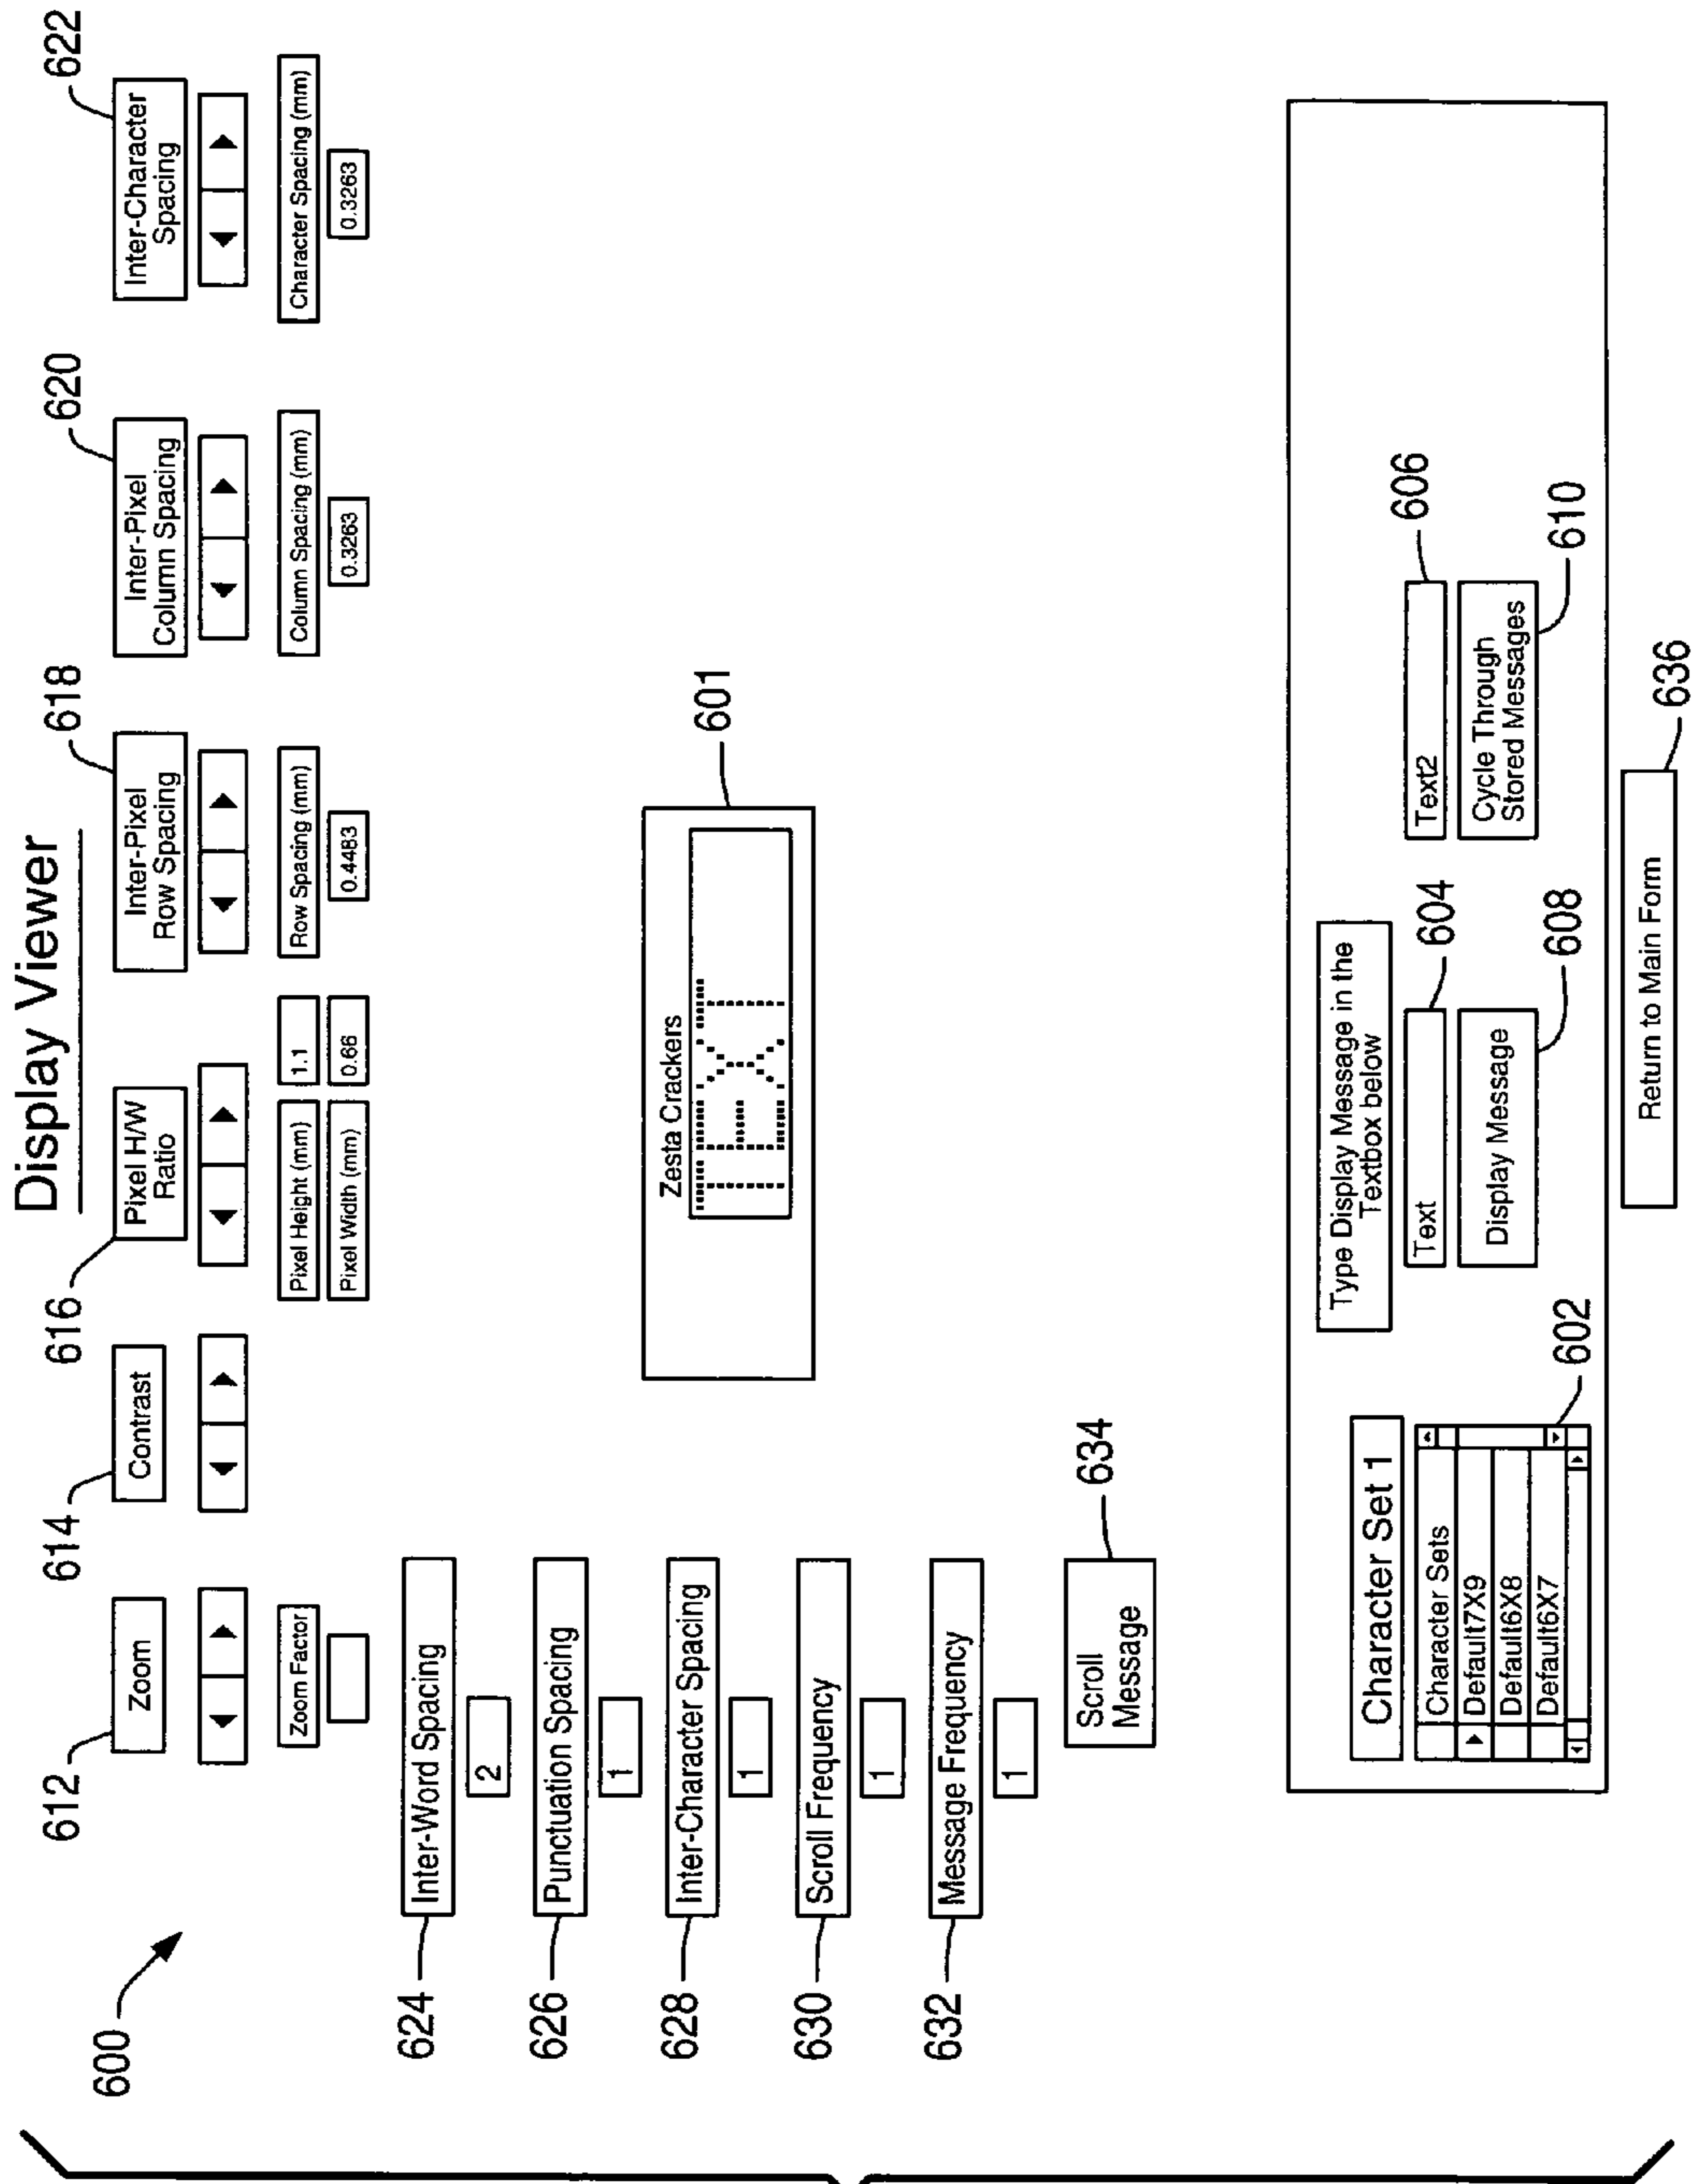 Display Viewer
600
612
Zoom
Zoom Factor
614
Contrast
616
Pixel H/W
Ratio
Pixel Height (mm)
1.1
Pixel Width (mm)
0.66
618
Inter-Pixel
Row Spacing
Row Spacing (mm)
0.4483
620
Inter-Pixel
Column Spacing
Column Spacing (mm)
0.3263
622
Inter-Character
Spacing
Character Spacing (mm)
0.3263
624
Inter-Word Spacing
2
626
Punctuation Spacing
1
628
Inter-Character Spacing
1
630
Scroll Frequency
1
632
Message Frequency
1
634
Scroll
Message
Zesta Crackers
TEXT
601
Character Set 1
Character Sets
Default7X9
Default6X8
Default6X7
602
Type Display Message in the
Textbox below
Text
604
Display Message
608
Text2
606
Cycle Through
Stored Messages
610
Return to Main Form
636